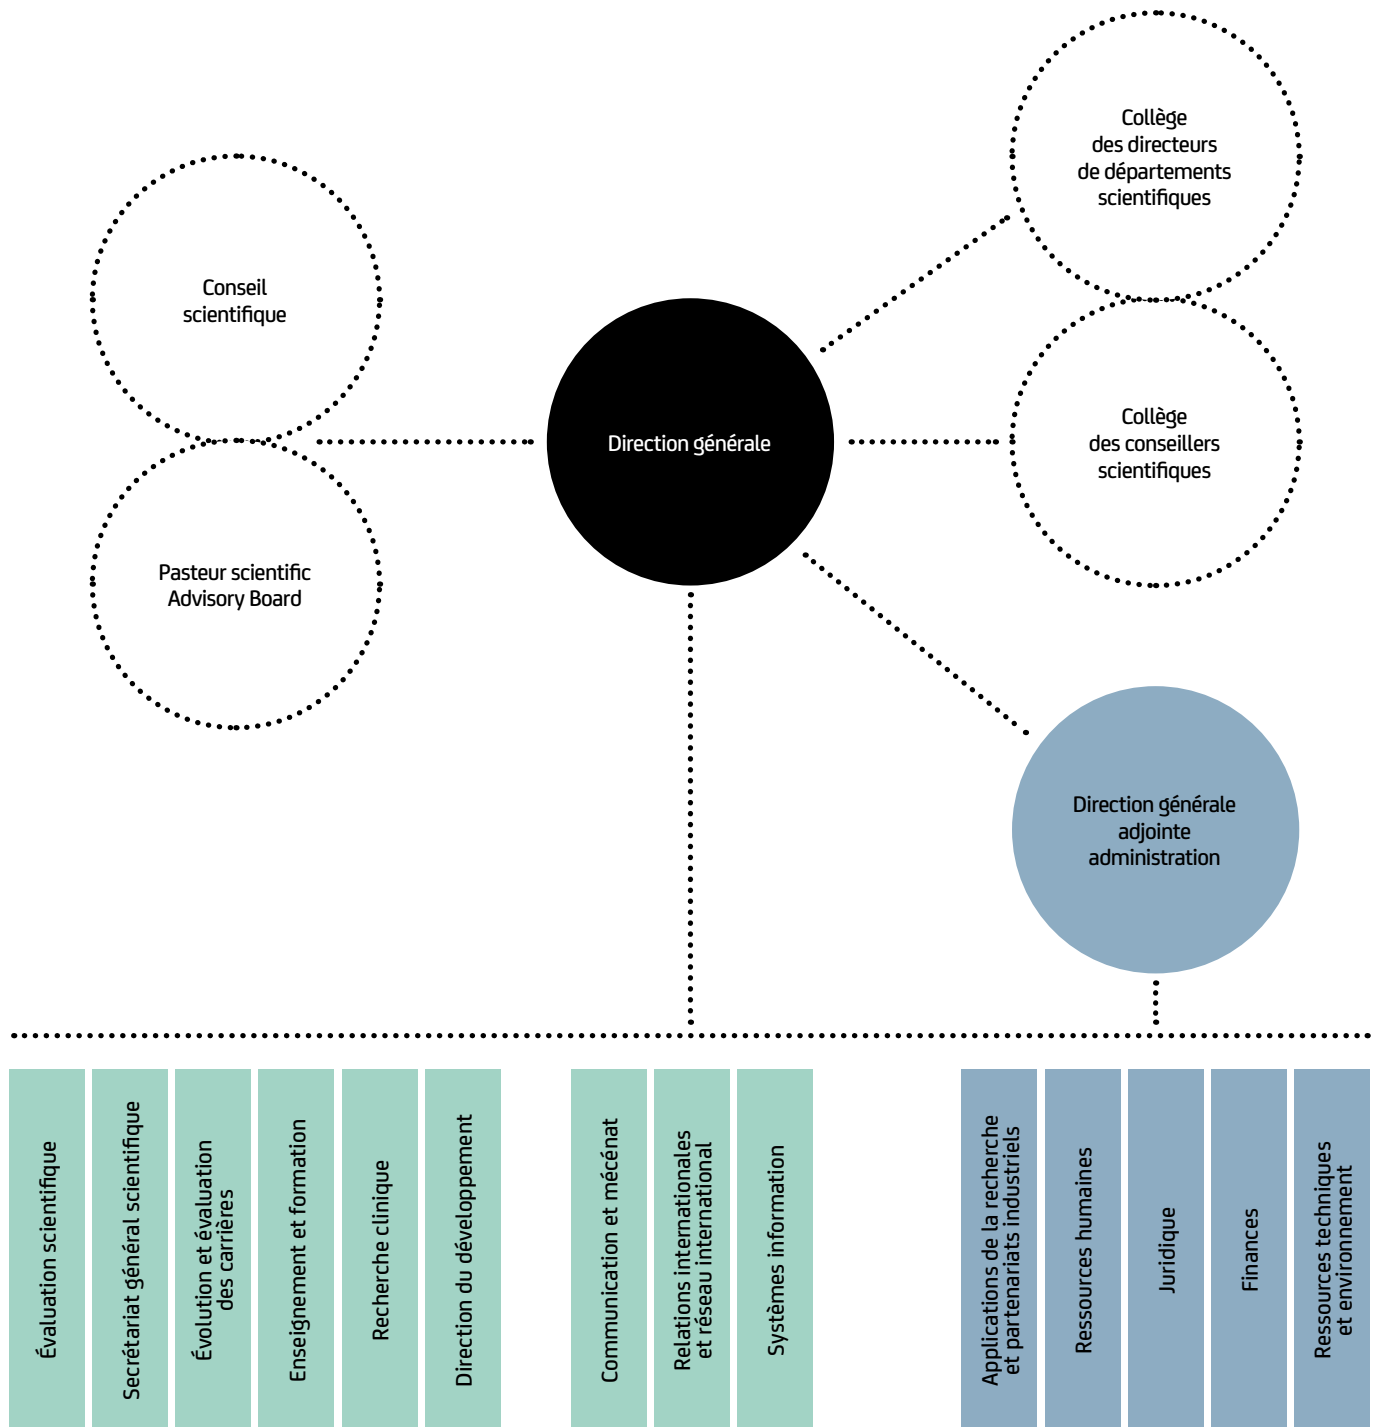 Collège
des directeurs
de départements
scientifiques
Conseil
scientifique
Direction générale
Collège
des conseillers
scientifiques
Pasteur scientific
Advisory Board
Direction générale
adjointe
administration
Évaluation scientifique
Secrétariat général scientifique
Évolution et évaluation
des carrières
Enseignement et formation
Recherche clinique
Direction du développement
Communication et mécénat
Relations internationales
et réseau international
Systèmes information
Applications de la recherche
et partenariats industriels
Ressources humaines
Juridique
Finances
Ressources techniques
et environnement